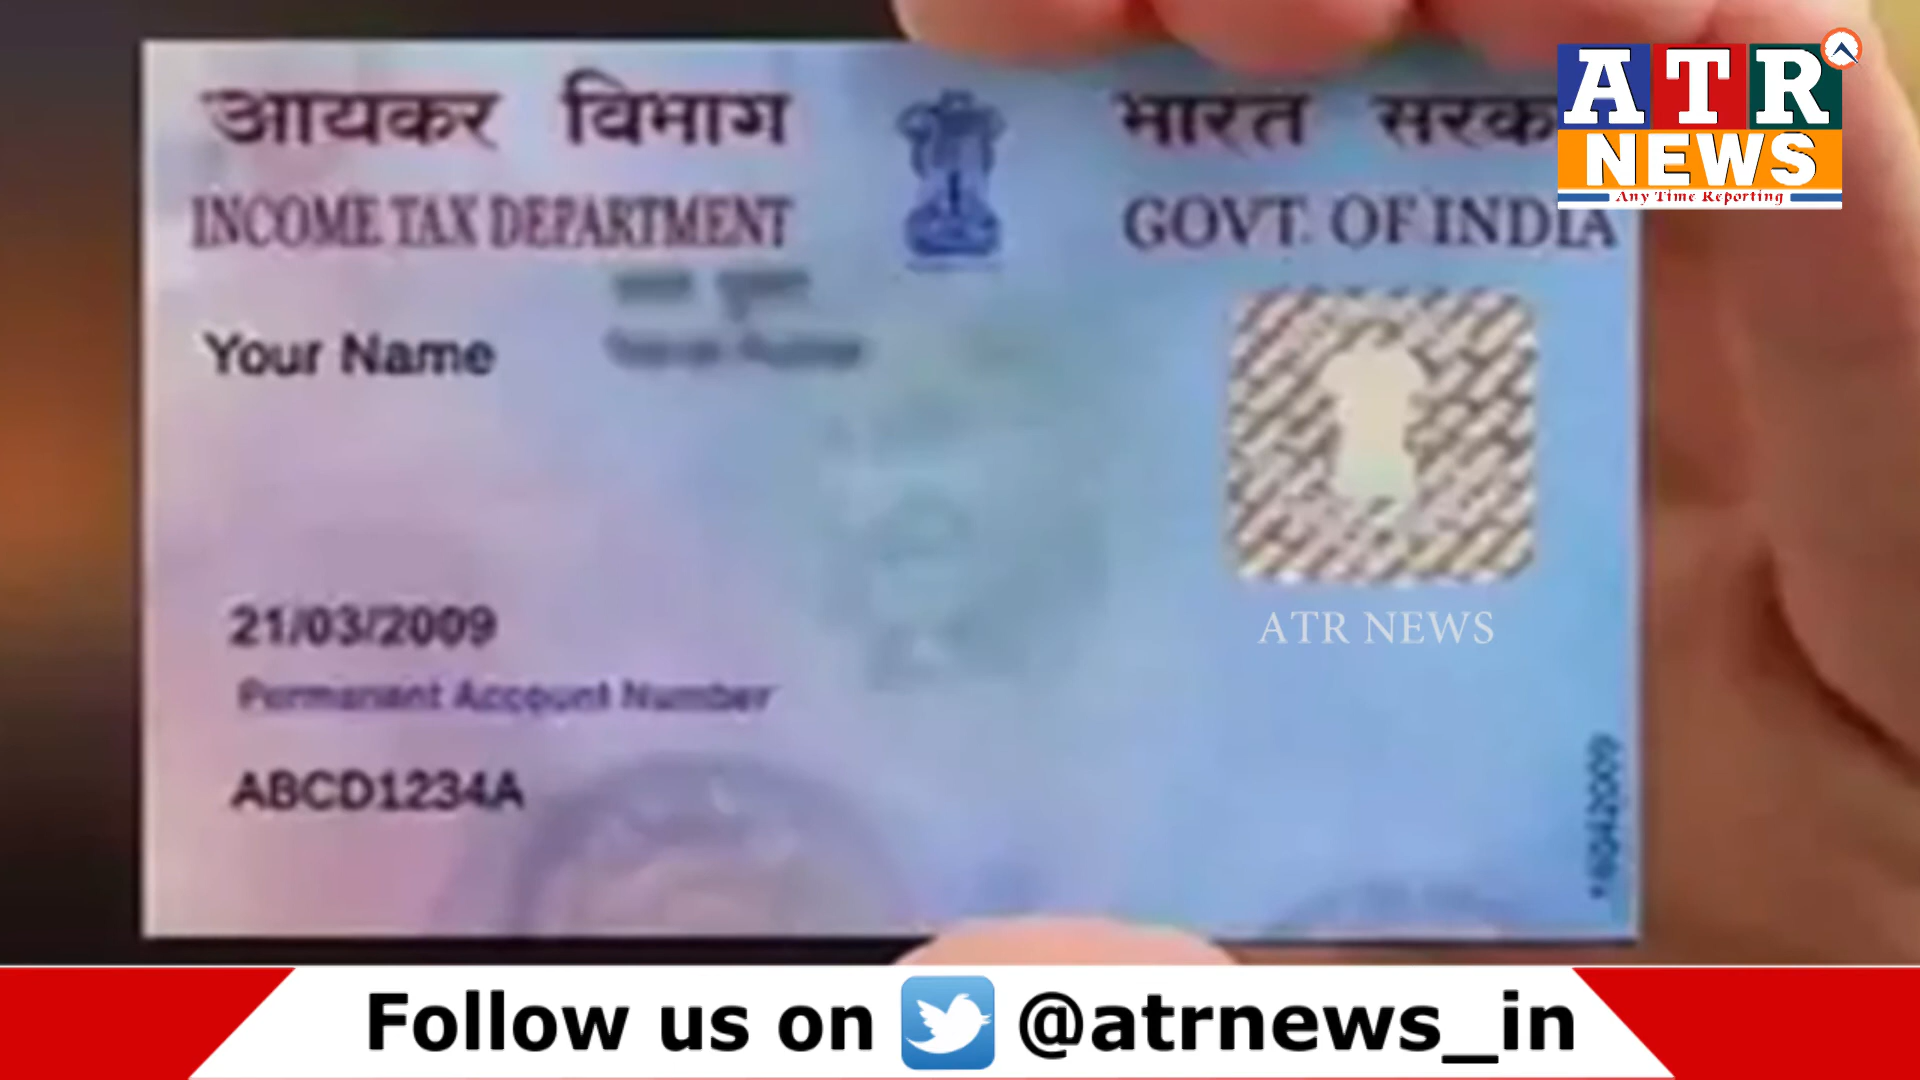 आयकर विभाग
भारत सरक
INCOME TAX DEPARTMENT
GOVT. OF INDIA
ATR
NEWS
Any Time Reporting
Your Name
ATR NEWS
21/03/2009
Permanent Account Number
ABCD1234A
Follow us on @atrnews_in